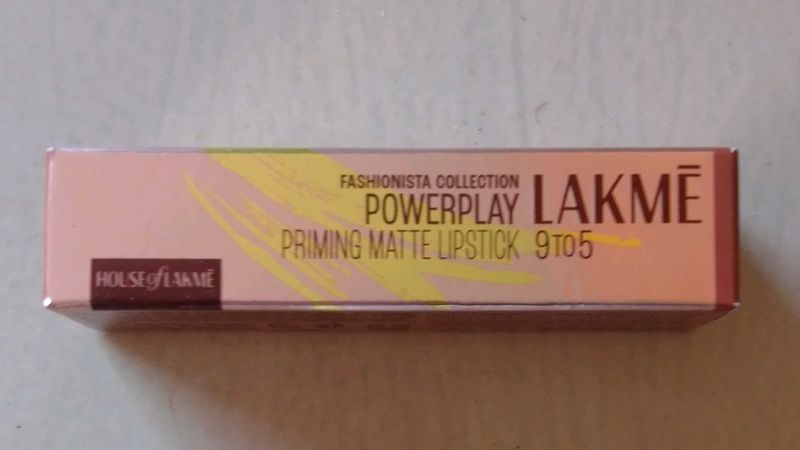 FASHIONISTA COLLECTION
POWERPLAY
PRIMING MATTE LIPSTICK
LAKMĒ
9TO5
HOUSE of LAKMĒ